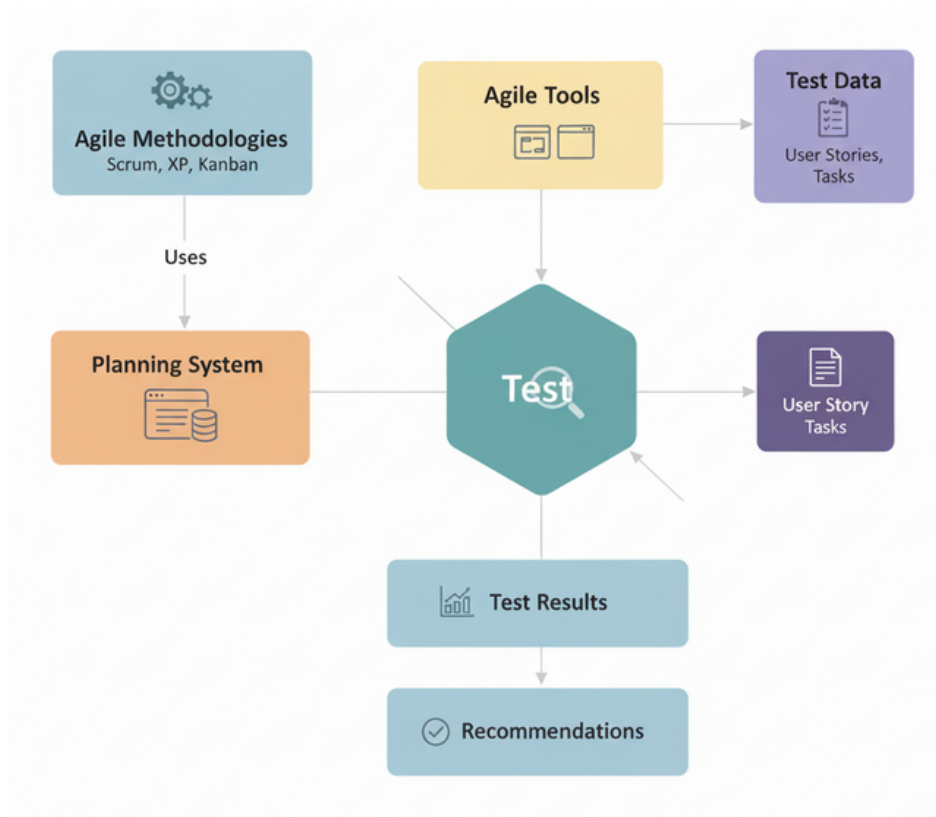 Agile Methodologies
Scrum, XP, Kanban
Agile Tools
Test Data
User Stories,
Tasks
Uses
Planning System
Test
User Story
Tasks
Test Results
Recommendations